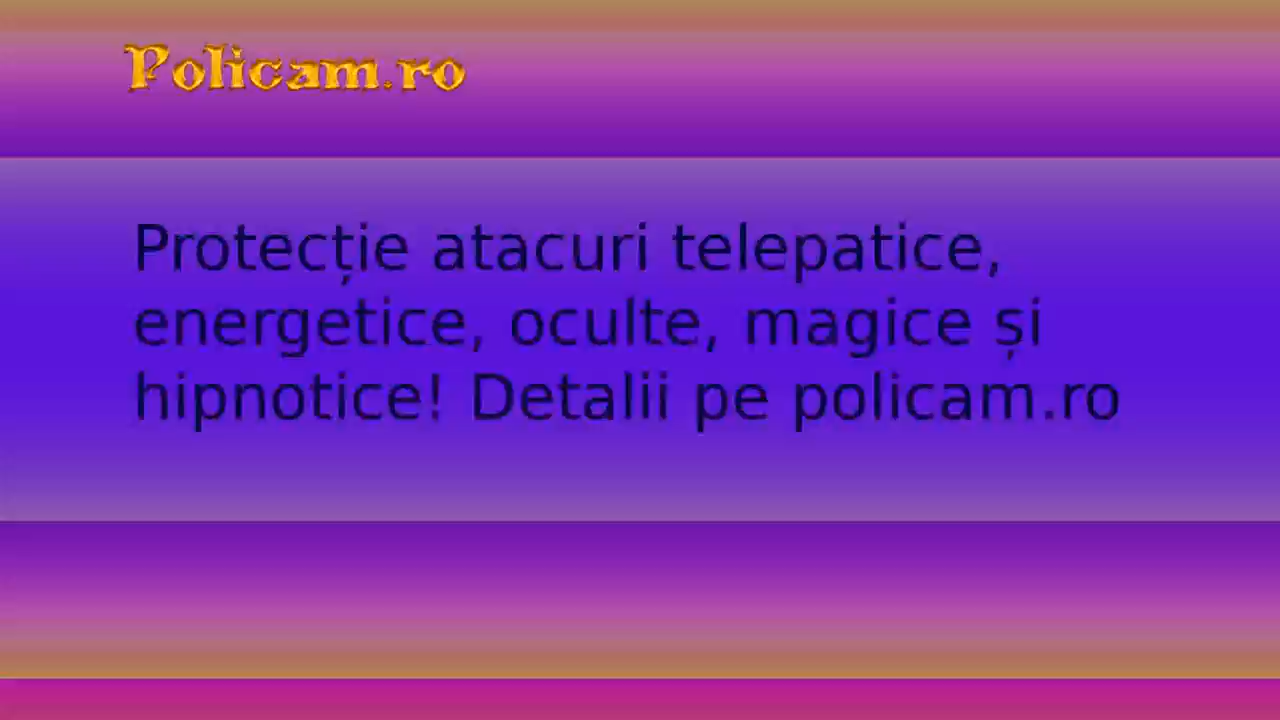 Policam.ro
Protecție atacuri telepatice,
energetice, oculte, magice și
hipnotice! Detalii pe policam.ro